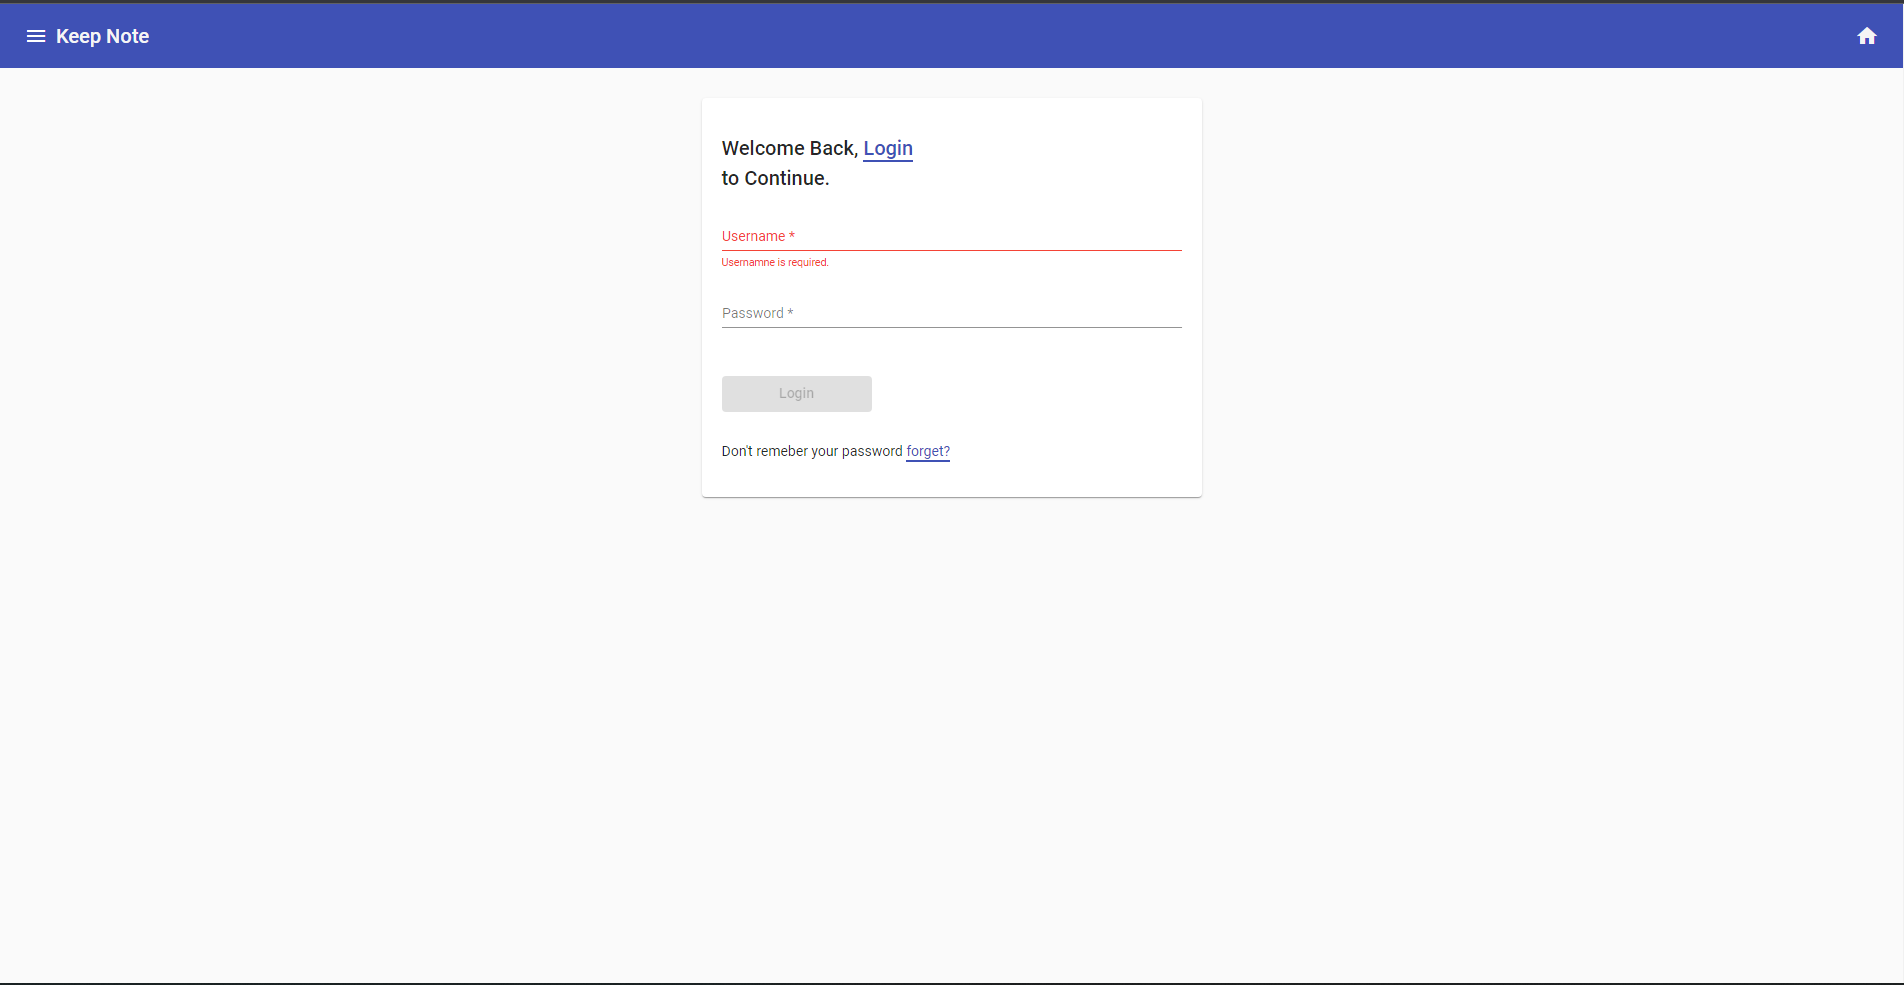 Keep Note
Welcome Back, Login
to Continue.
Username *
Usernamne is required.
Password *
Login
Don't remeber your password forget?